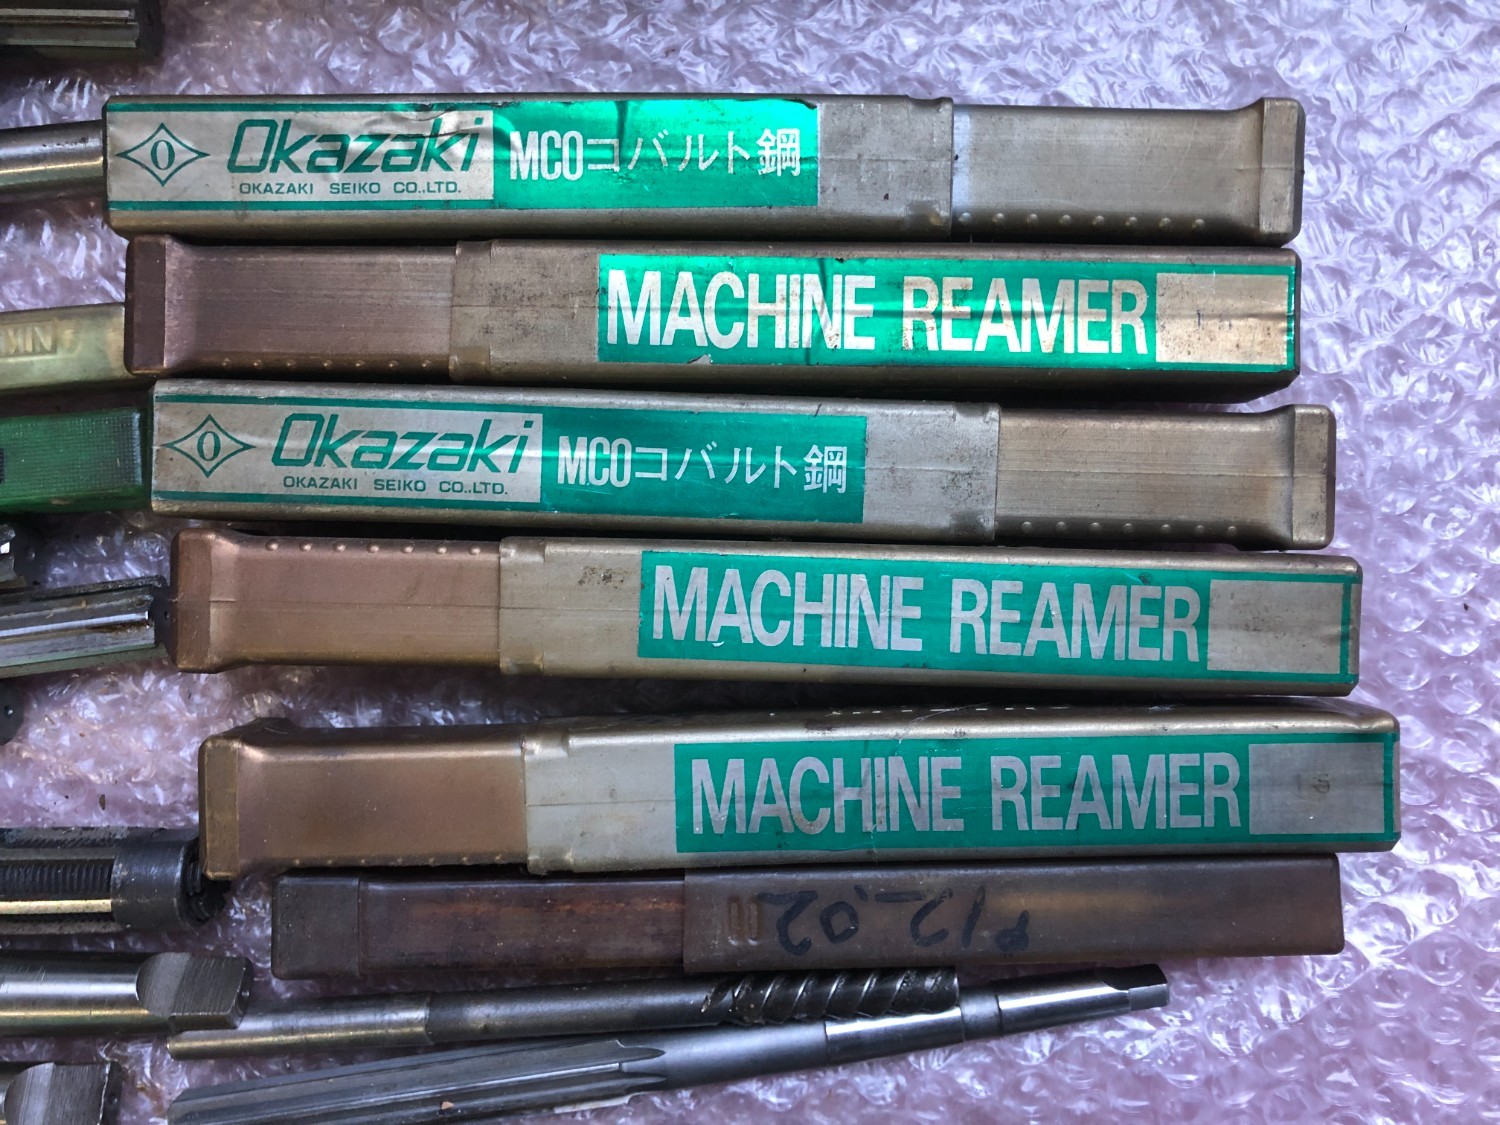 O
Okazaki
OKAZAKI SEIKO CO.,LTD.
MCOコバルト鋼
MACHINE REAMER
O
Okazaki
OKAZAKI SEIKO CO.,LTD.
MCOコバルト鋼
MACHINE REAMER
MACHINE REAMER
12.02